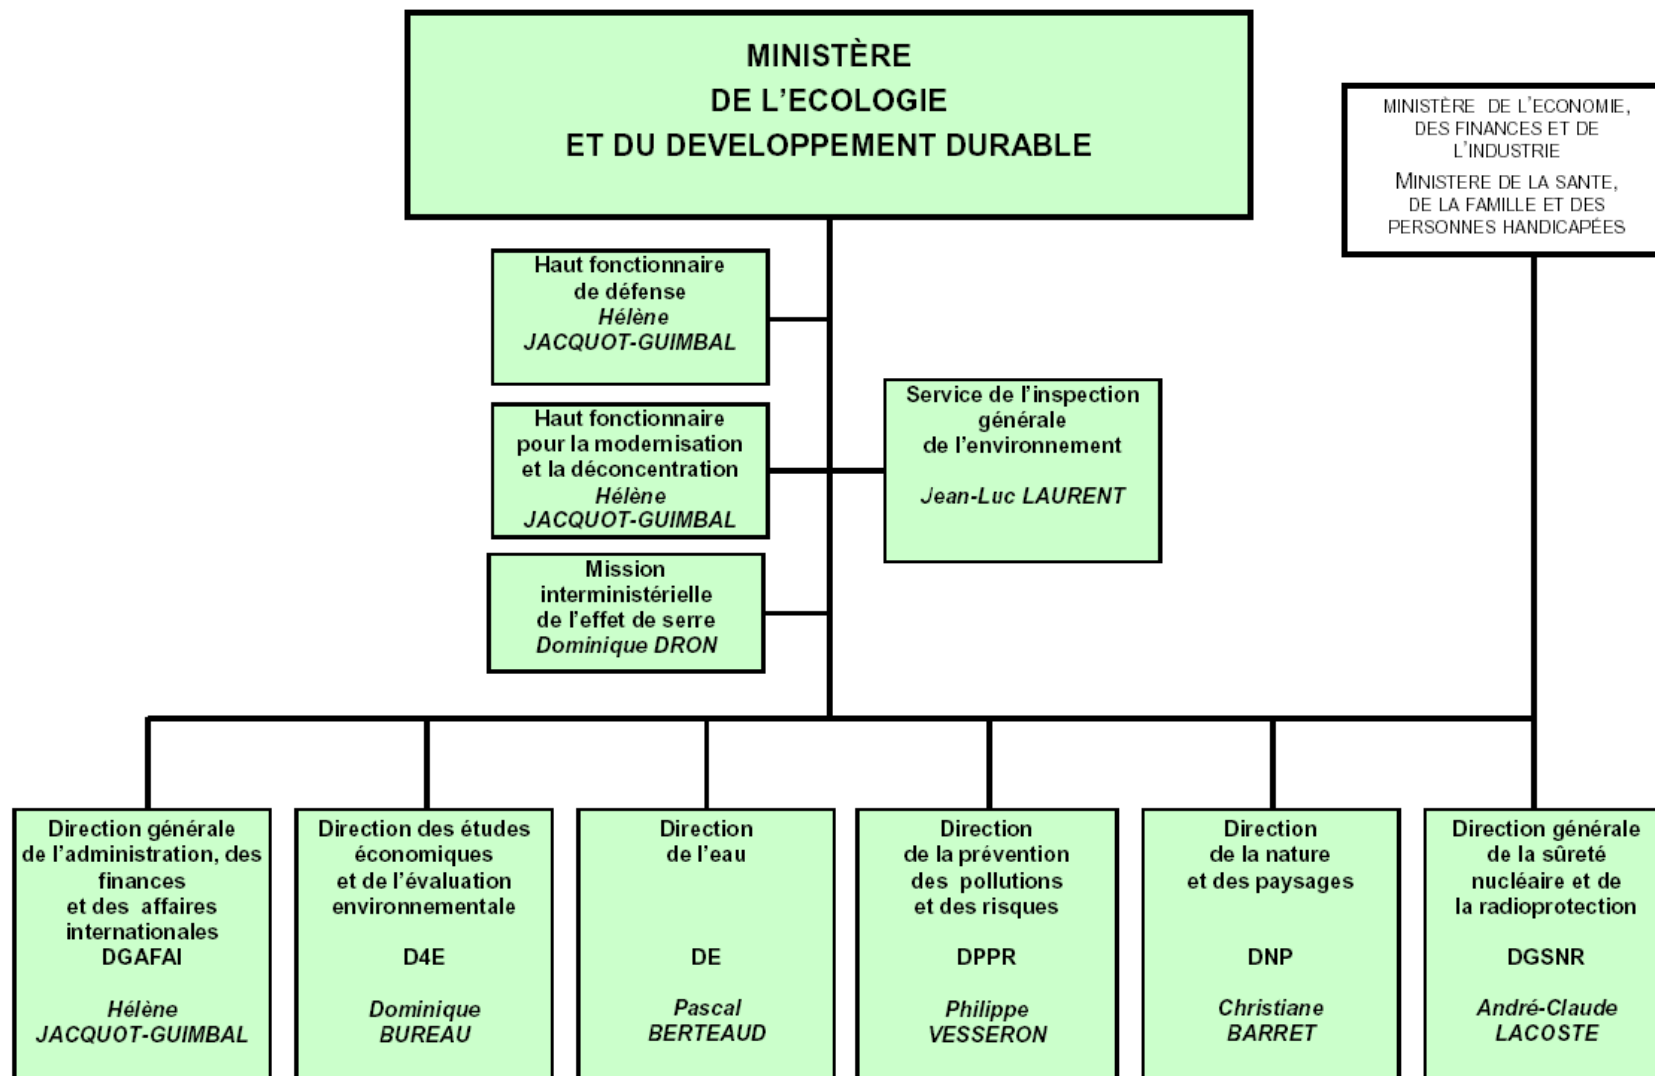 MINISTÈRE
DE L'ECOLOGIE
ET DU DEVELOPPEMENT DURABLE
MINISTÈRE DE L'ECONOMIE,
DES FINANCES ET DE
L'INDUSTRIE
MINISTERE DE LA SANTE,
DE LA FAMILLE ET DES
PERSONNES HANDICAPÉES
Haut fonctionnaire
de défense
Hélène
JACQUOT-GUIMBAL
Haut fonctionnaire
pour la modernisation
et la déconcentration
Hélène
JACQUOT-GUIMBAL
Service de l'inspection
générale
de l'environnement
Jean-Luc LAURENT
Mission
interministérielle
de l'effet de serre
Dominique DRON
Direction générale
de l'administration, des
finances
et des affaires
internationales
DGAFAI
Hélène
JACQUOT-GUIMBAL
Direction des études
économiques
et de l'évaluation
environnementale
D4E
Dominique
BUREAU
Direction
de l'eau
DE
Pascal
BERTEAUD
Direction
de la prévention
des pollutions
et des risques
DPPR
Philippe
VESSERON
Direction
de la nature
et des paysages
DNP
Christiane
BARRET
Direction générale
de la sûreté
nucléaire et de
la radioprotection
DGSNR
André-Claude
LACOSTE